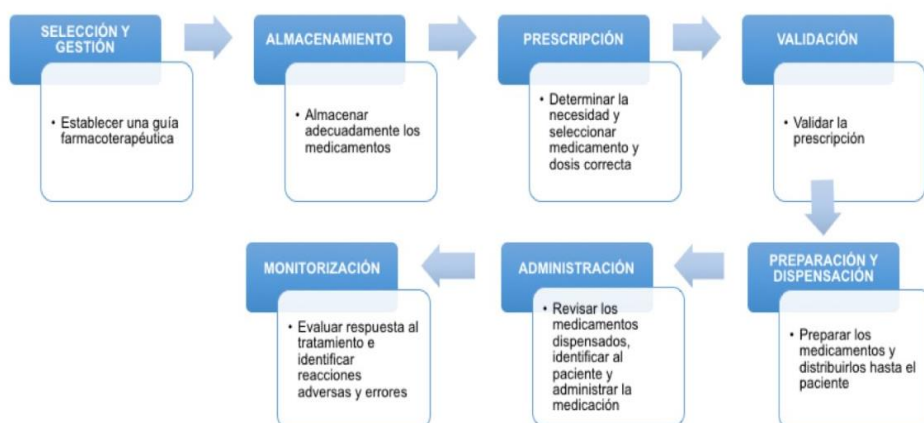 SELECCIÓN Y
GESTIÓN
• Establecer una guía
farmacoterapéutica
ALMACENAMIENTO
• Almacenar
adecuadamente los
medicamentos
PRESCRIPCIÓN
• Determinar la
necesidad y
seleccionar
medicamento y
dosis correcta
VALIDACIÓN
• Validar la
prescripción
PREPARACIÓN Y
DISPENSACIÓN
• Preparar los
medicamentos y
distribuirlos hasta el
paciente
ADMINISTRACIÓN
• Revisar los
medicamentos
dispensados,
identificar al
paciente y
administrar la
medicación
MONITORIZACIÓN
• Evaluar respuesta al
tratamiento e
identificar
reacciones
adversas y errores